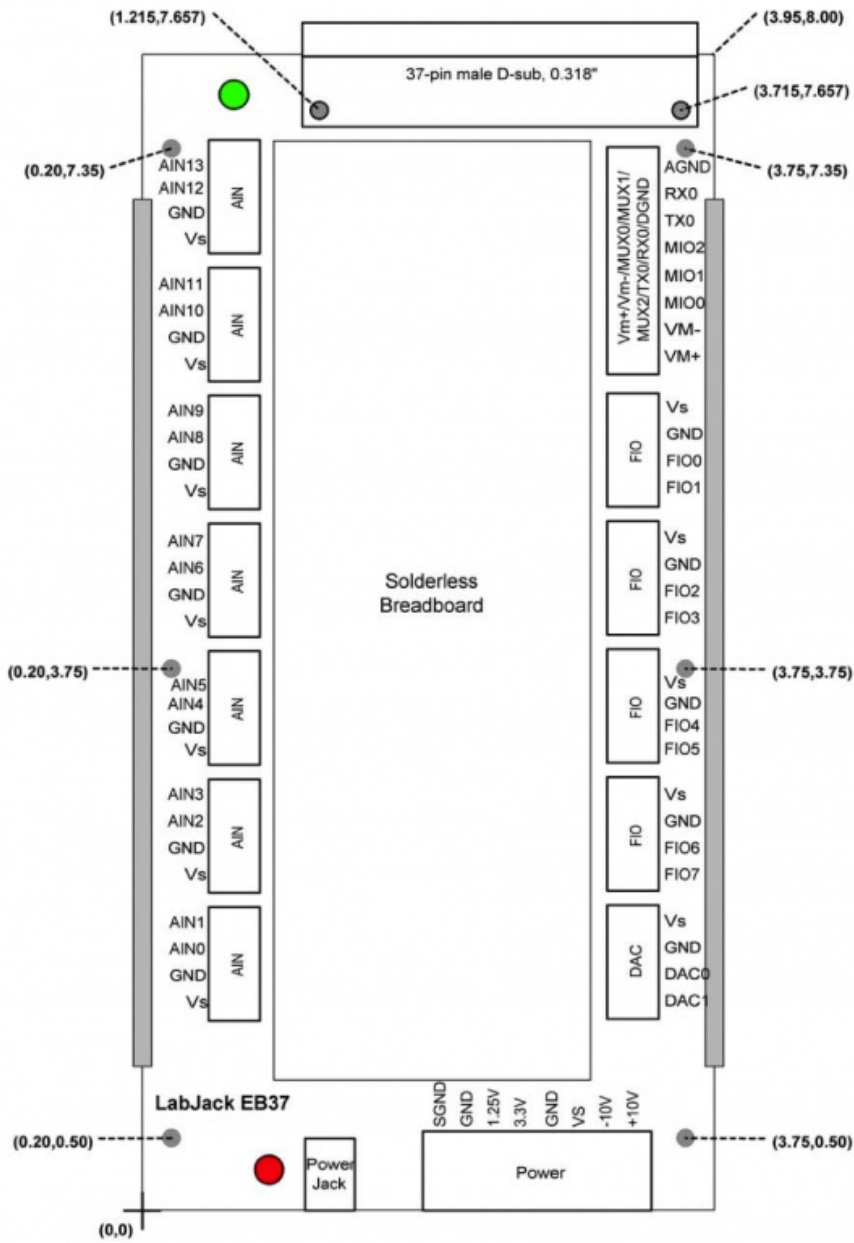 (1.215,7.657)
(3.95,8.00)
37-pin male D-sub, 0.318"
(3.715,7.657)
(0.20,7.35)
(3.75,7.35)
AIN13
AIN12
GND
Vs
AIN
AIN11
AIN10
GND
Vs
AIN
AIN9
AIN8
GND
Vs
AIN
AIN7
AIN6
GND
Vs
AIN
(0.20,3.75)
AIN5
AIN4
GND
Vs
AIN
AIN3
AIN2
GND
Vs
AIN
AIN1
AIN0
GND
Vs
AIN
Solderless
Breadboard
Vm+/Vm-/MUX0/MUX1/
MUX2/TX0/RX0/DGND
AGND
RX0
TX0
MIO2
MIO1
MIO0
VM-
VM+
FIO
Vs
GND
FIO0
FIO1
FIO
Vs
GND
FIO2
FIO3
(3.75,3.75)
FIO
Vs
GND
FIO4
FIO5
FIO
Vs
GND
FIO6
FIO7
DAC
Vs
GND
DAC0
DAC1
LabJack EB37
SGND
GND
1.25V
3.3V
GND
VS
-10V
+10V
(0.20,0.50)
(3.75,0.50)
Power
Jack
Power
(0,0)